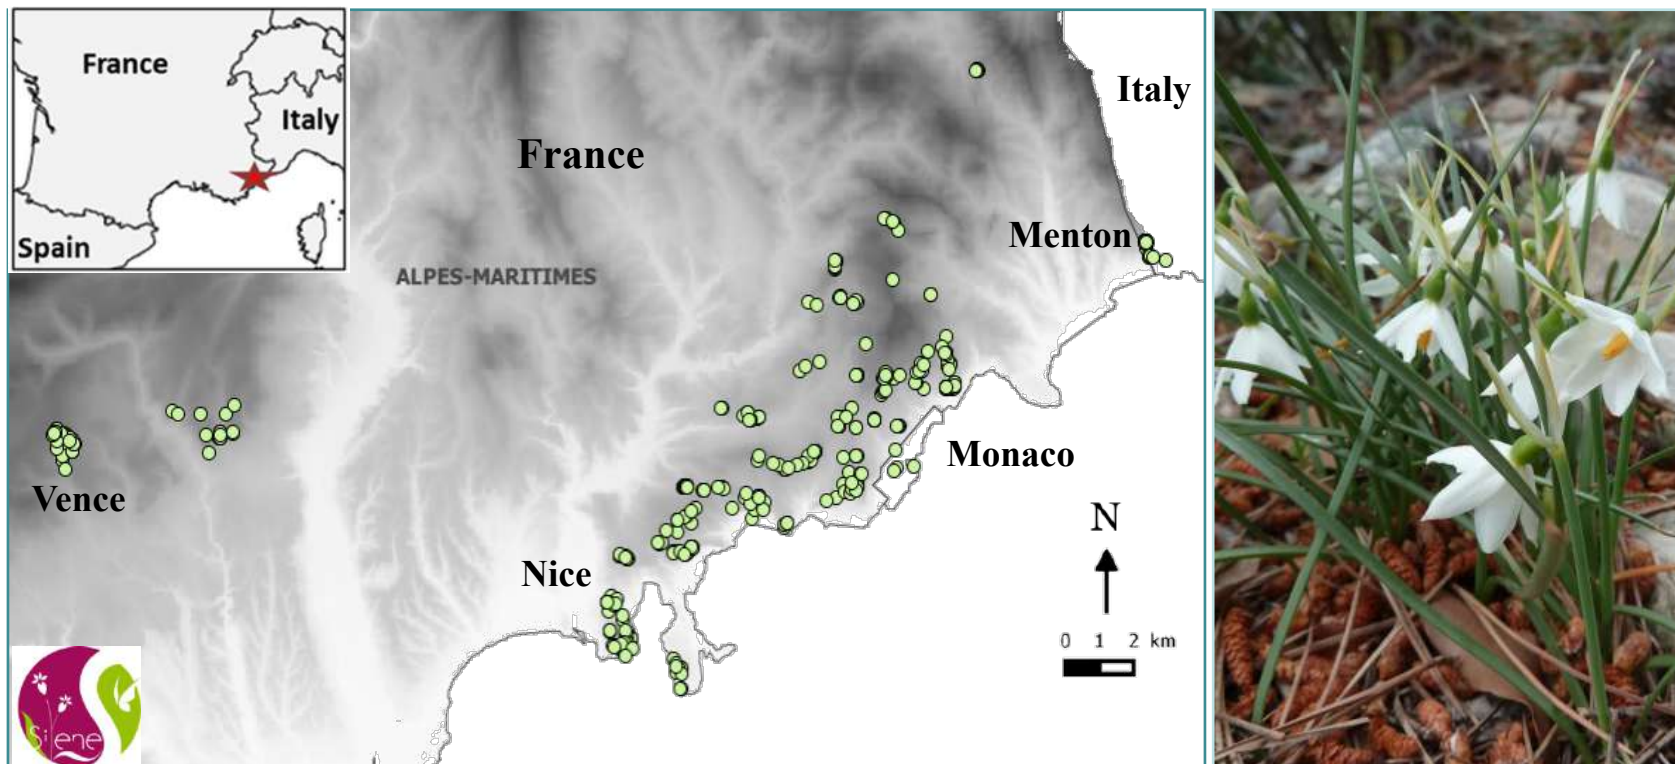 France
Italy
Spain
France
Italy
ALPES-MARITIMES
Menton
Monaco
Vence
Nice
N
0 1 2 km
Silene